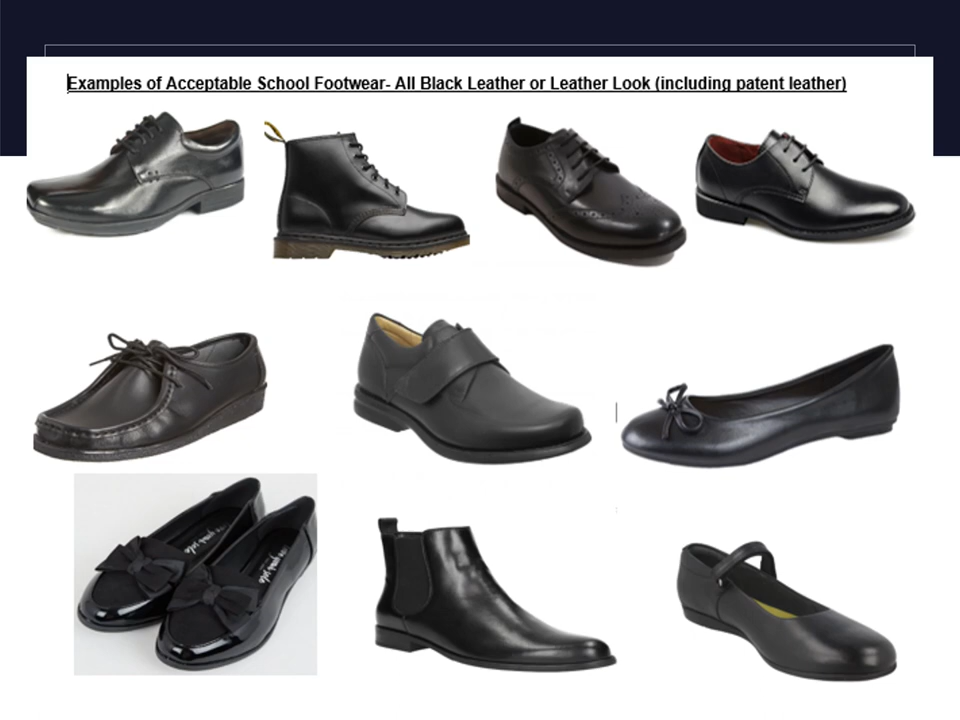 Examples of Acceptable School Footwear- All Black Leather or Leather Look (including patent leather)